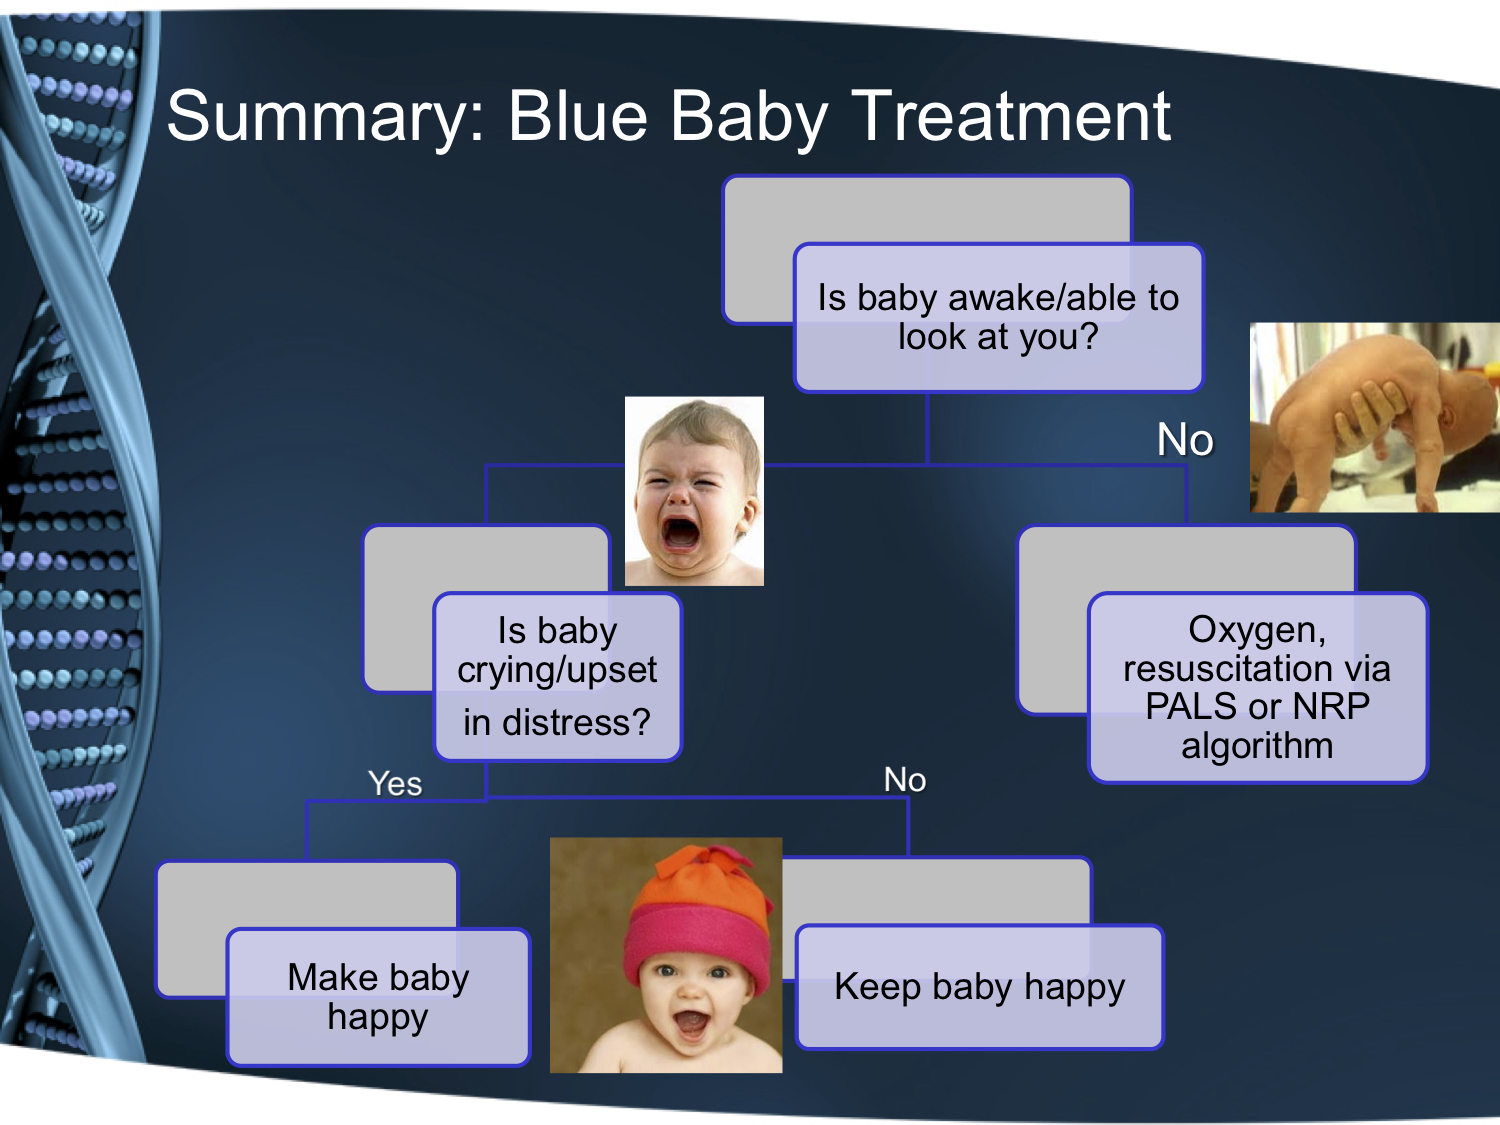 Summary: Blue Baby Treatment
Is baby awake/able to
look at you?
No
Is baby
crying/upset
in distress?
Oxygen,
resuscitation via
PALS or NRP
algorithm
Yes
No
Make baby
happy
Keep baby happy